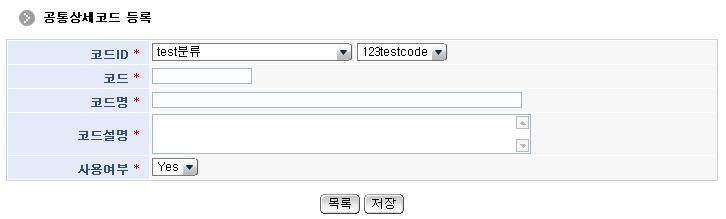 공통상세코드 등록
코드ID * test분류 123testcode
코드 *
코드명 *
코드설명 *
사용여부 * Yes
목록 저장